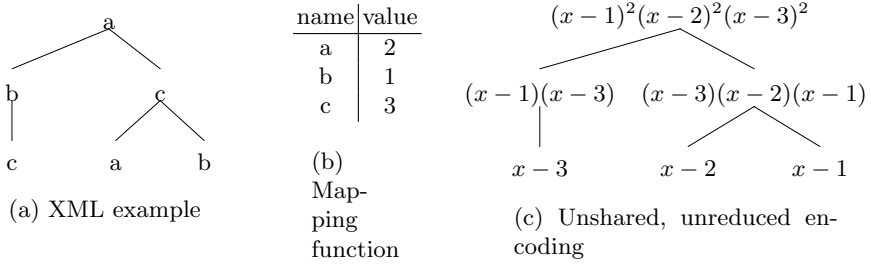 a
b c
c a b
(a) XML example
name value
a 2
b 1
c 3
(b)
Map-
ping
function
(x − 1)²(x − 2)²(x − 3)²
(x − 1)(x − 3) (x − 3)(x − 2)(x − 1)
x − 3 x − 2 x − 1
(c) Unshared, unreduced en-
coding